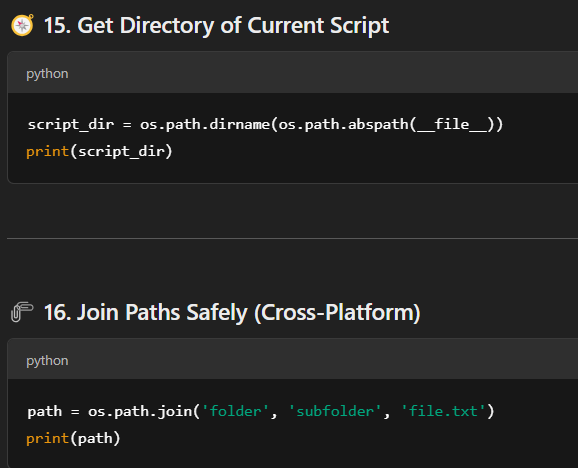 15. Get Directory of Current Script
python
script_dir = os.path.dirname(os.path.abspath(__file__))
print(script_dir)
16. Join Paths Safely (Cross-Platform)
python
path = os.path.join('folder', 'subfolder', 'file.txt')
print(path)